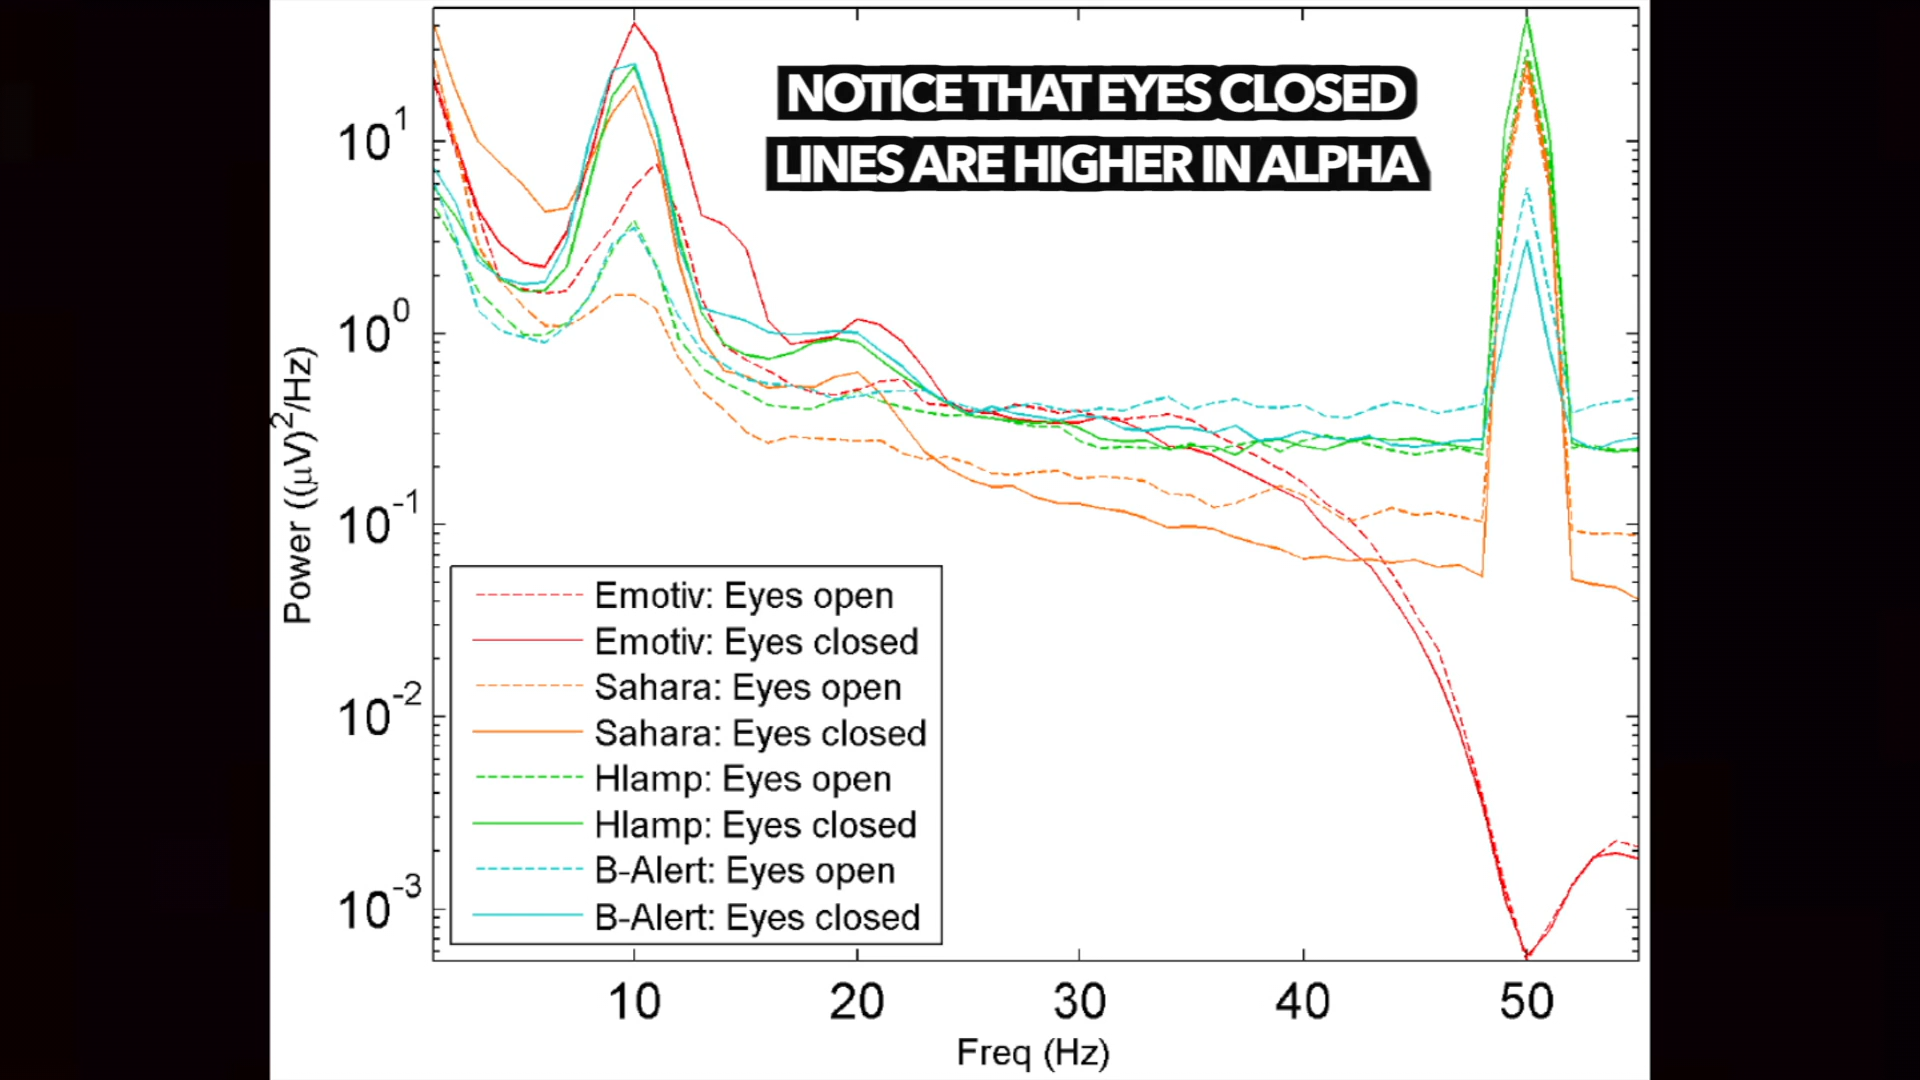 NOTICE THAT EYES CLOSED
LINES ARE HIGHER IN ALPHA
10^1
10^0
10^-1
10^-2
10^-3
Power ((μV)^2/Hz)
Emotiv: Eyes open
Emotiv: Eyes closed
Sahara: Eyes open
Sahara: Eyes closed
Hlamp: Eyes open
Hlamp: Eyes closed
B-Alert: Eyes open
B-Alert: Eyes closed
10 20 30 40 50
Freq (Hz)